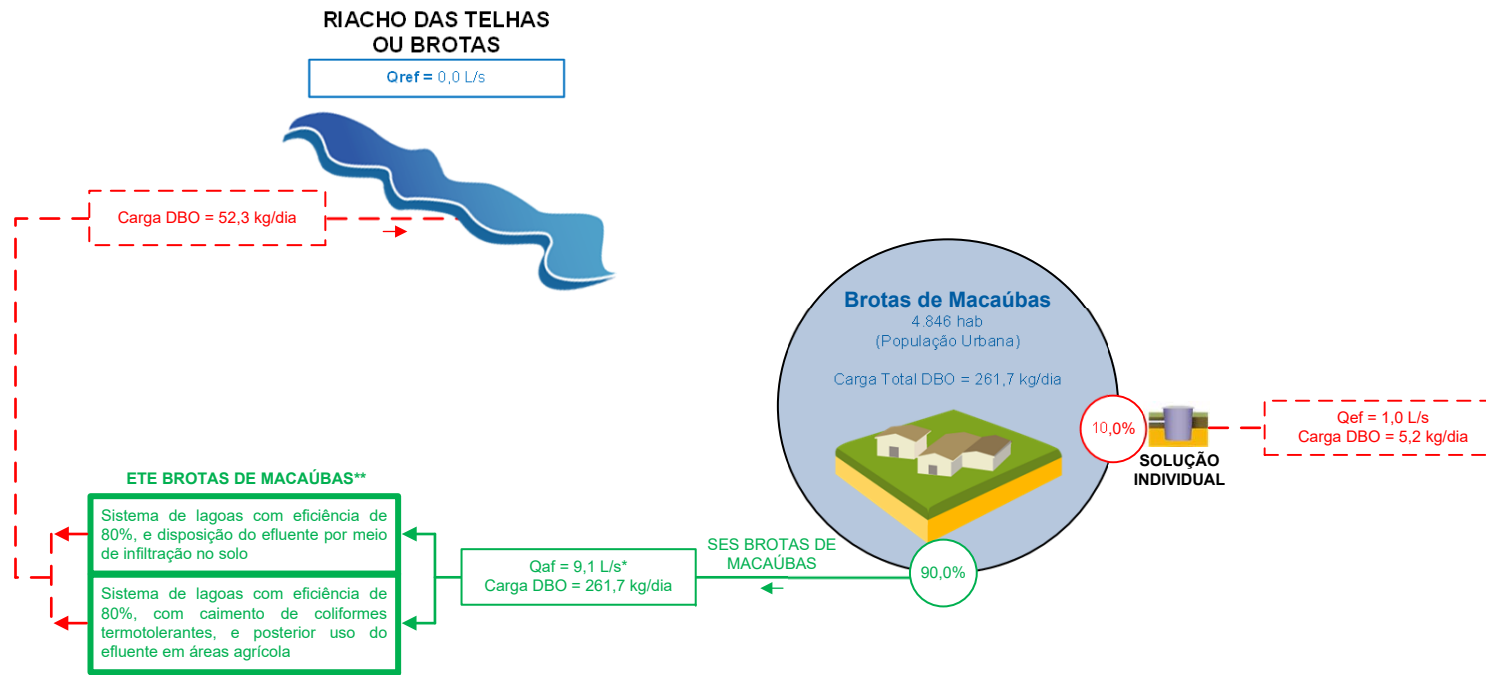 RIACHO DAS TELHAS
OU BROTAS
Qref = 0,0 L/s
Carga DBO = 52,3 kg/dia
Brotas de Macaúbas
4.846 hab
(População Urbana)
Carga Total DBO = 261,7 kg/dia
10,0%
SOLUÇÃO
INDIVIDUAL
Qef = 1,0 L/s
Carga DBO = 5,2 kg/dia
ETE BROTAS DE MACAÚBAS**
Sistema de lagoas com eficiência de
80%, e disposição do efluente por meio
de infiltração no solo
Sistema de lagoas com eficiência de
80%, com caimento de coliformes
termotolerantes, e posterior uso do
efluente em áreas agrícola
Qaf = 9,1 L/s*
Carga DBO = 261,7 kg/dia
SES BROTAS DE
MACAÚBAS
90,0%